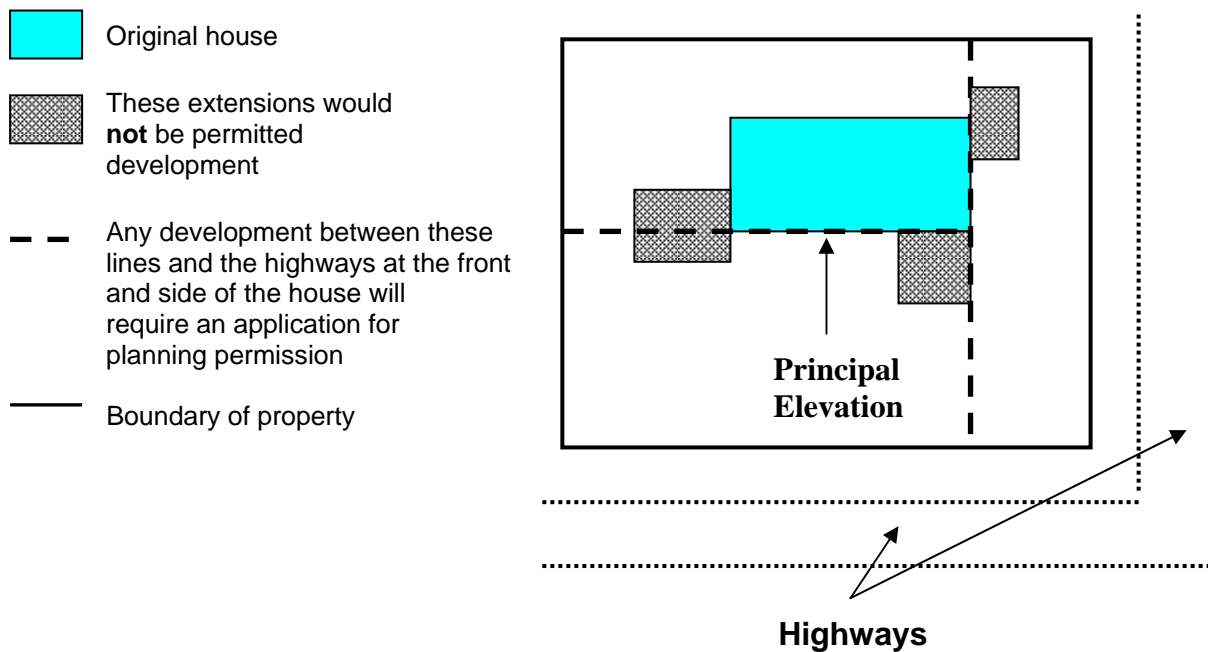 Original house
These extensions would
not be permitted
development
Any development between these
lines and the highways at the front
and side of the house will
require an application for
planning permission
Boundary of property
Principal
Elevation
Highways